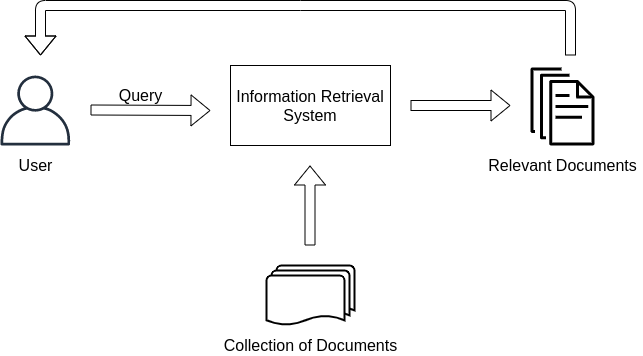 Query
Information Retrieval
System
User
Relevant Documents
Collection of Documents